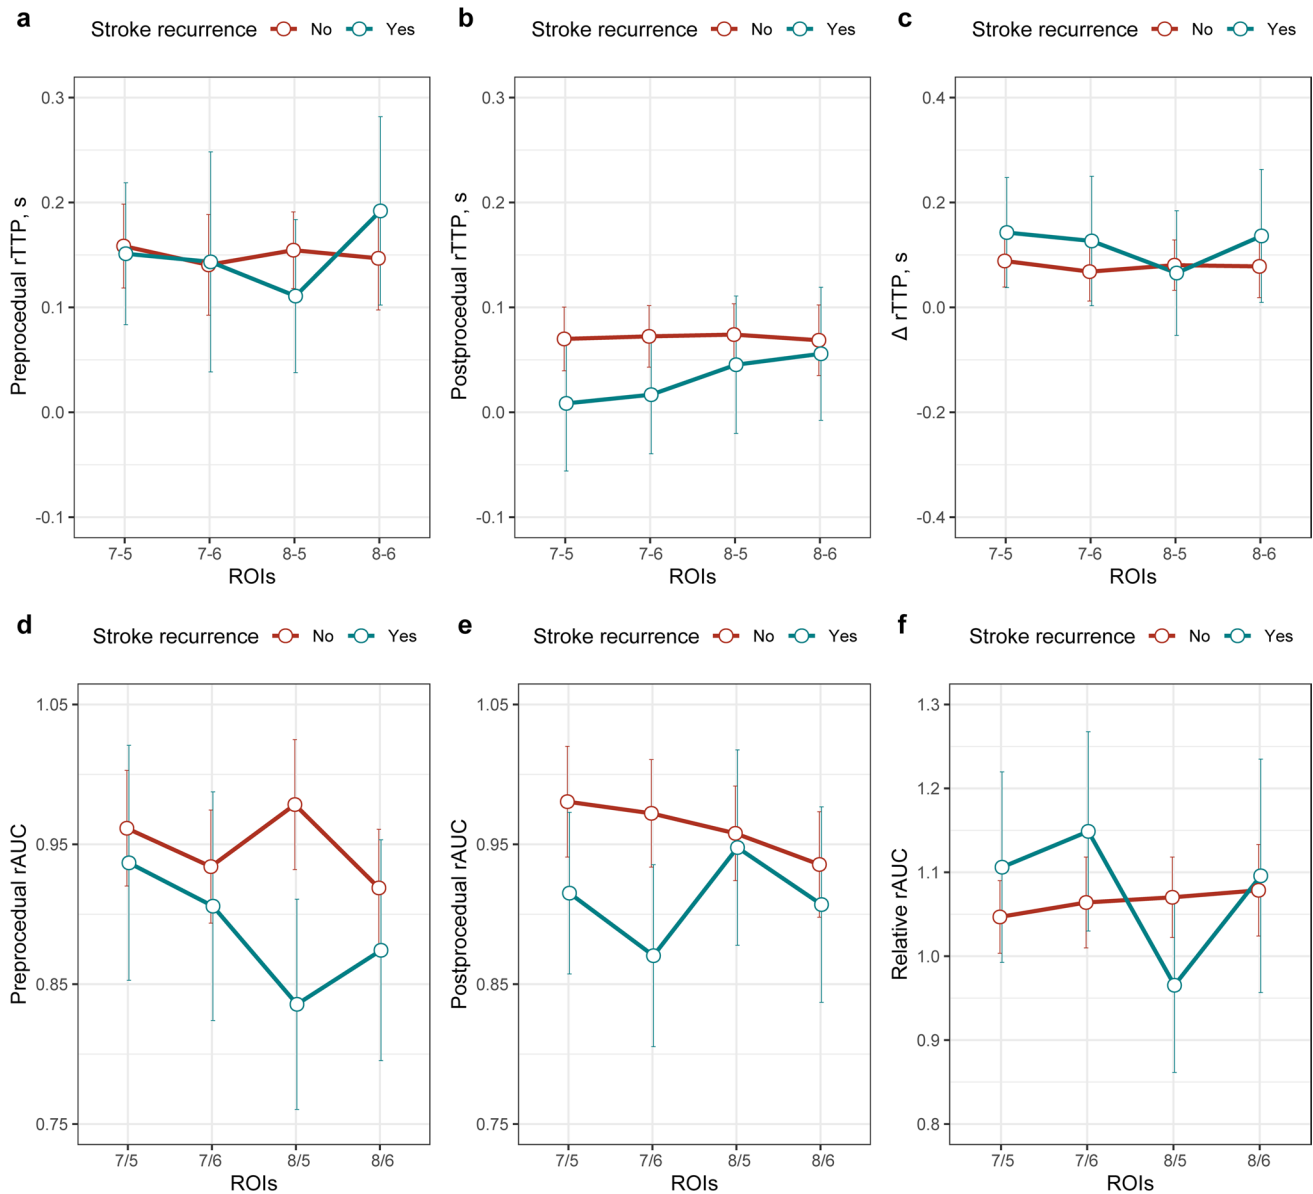 a
Stroke recurrence No Yes
Preprocedual rTTP, s
0.3
0.2
0.1
0.0
-0.1
7-5 7-6 8-5 8-6
ROIs
b
Stroke recurrence No Yes
Postprocedual rTTP, s
0.3
0.2
0.1
0.0
-0.1
7-5 7-6 8-5 8-6
ROIs
c
Stroke recurrence No Yes
Δ rTTP, s
0.4
0.2
0.0
-0.2
-0.4
7-5 7-6 8-5 8-6
ROIs
d
Stroke recurrence No Yes
Preprocedual rAUC
1.05
0.95
0.85
0.75
7/5 7/6 8/5 8/6
ROIs
e
Stroke recurrence No Yes
Postprocedual rAUC
1.05
0.95
0.85
0.75
7/5 7/6 8/5 8/6
ROIs
f
Stroke recurrence No Yes
Relative rAUC
1.3
1.2
1.1
1.0
0.9
0.8
7/5 7/6 8/5 8/6
ROIs